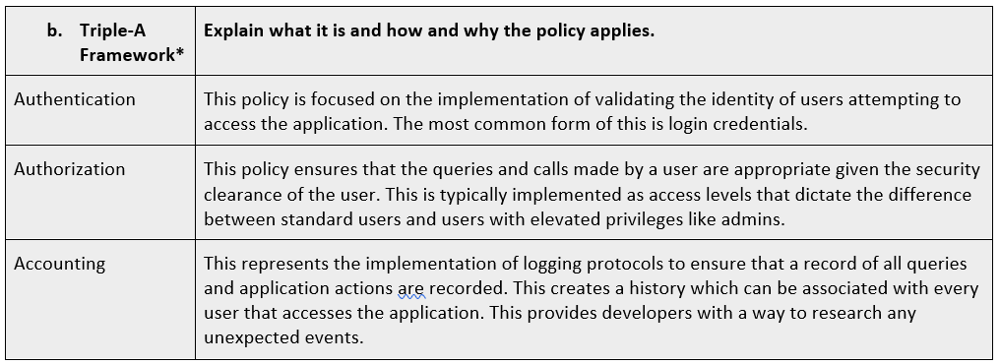 b. Triple-A
Framework*
Explain what it is and how and why the policy applies.
Authentication
This policy is focused on the implementation of validating the identity of users attempting to
access the application. The most common form of this is login credentials.
Authorization
This policy ensures that the queries and calls made by a user are appropriate given the security
clearance of the user. This is typically implemented as access levels that dictate the difference
between standard users and users with elevated privileges like admins.
Accounting
This represents the implementation of logging protocols to ensure that a record of all queries
and application actions are recorded. This creates a history which can be associated with every
user that accesses the application. This provides developers with a way to research any
unexpected events.